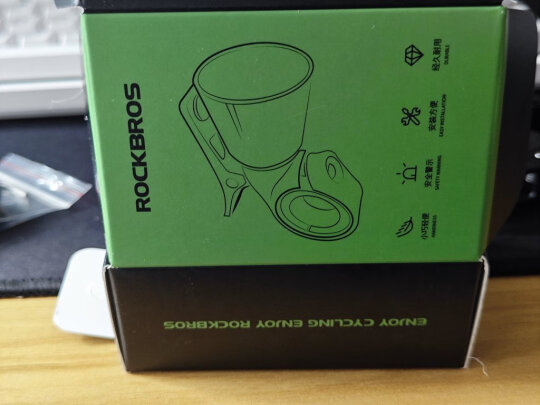 ROCKBROS
经久耐用
DURABLE
安装方便
EASY INSTALLATION
安全警示
SAFETY WARNING
小巧轻便
HANDINESS
ENJOY CYCLING ENJOY ROCKBROS